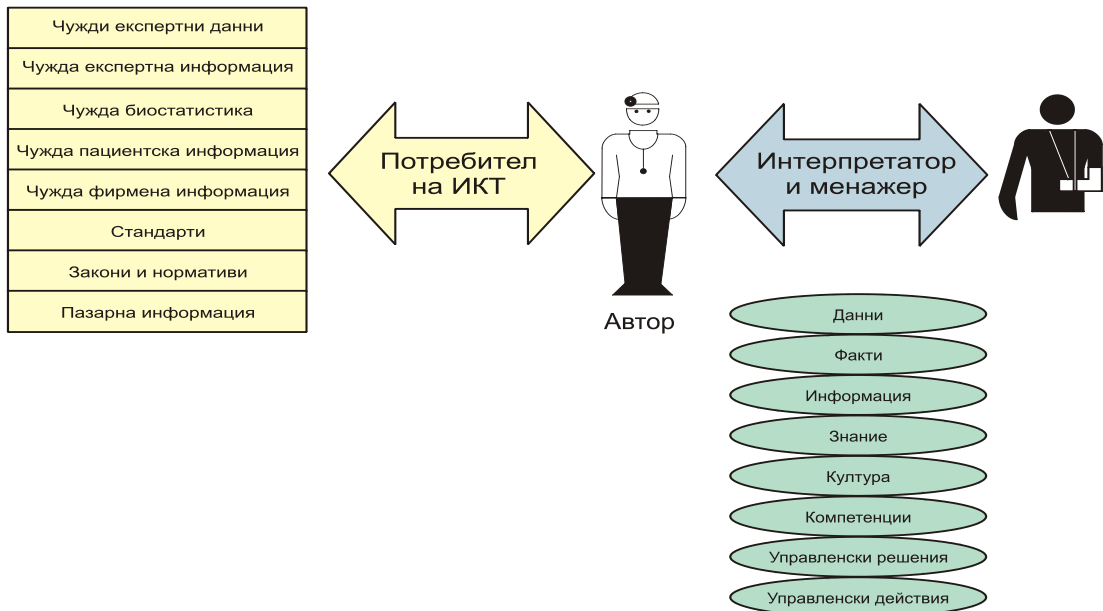 Чужди експертни данни
Чужда експертна информация
Чужда биостатистика
Чужда пациентска информация
Чужда фирмена информация
Стандарти
Закони и нормативи
Пазарна информация
Потребител
на ИКТ
Автор
Интерпретатор
и менажер
Данни
Факти
Информация
Знание
Култура
Компетенции
Управленски решения
Управленски действия